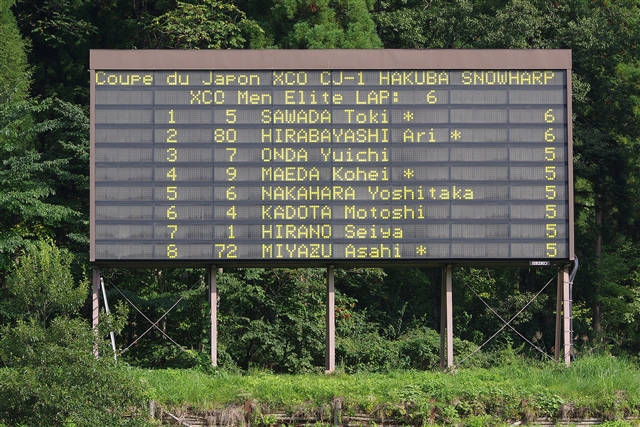 Coupe du Japon XCO CJ-1 HAKUBA SNOWHARP
XCO Men Elite LAP: 6
1 5 SAWADA Toki * 6
2 80 HIRABAYASHI Ari * 6
3 7 ONDA Yuichi 5
4 9 MAEDA Kohei * 5
5 6 NAKAHARA Yoshitaka 5
6 4 KADOTA Motoshi 5
7 1 HIRANO Seiya 5
8 72 MIYAZU Asahi * 5